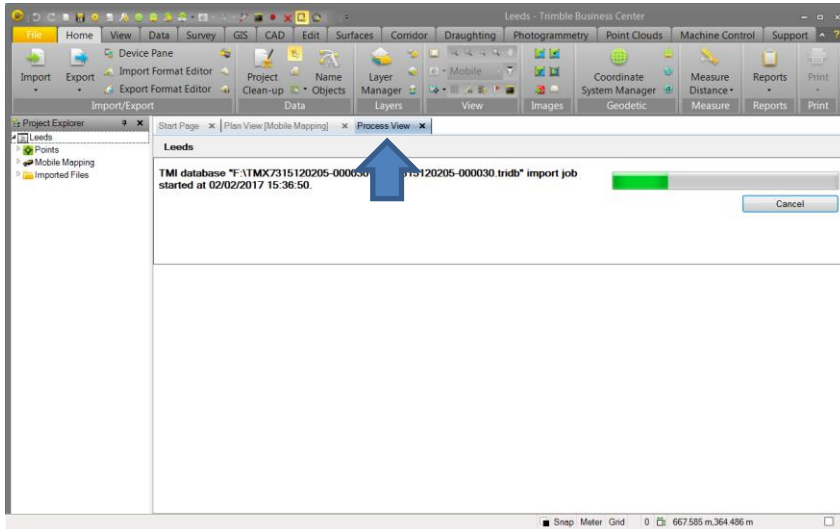 Leeds - Trimble Business Center
File Home View Data Survey GIS CAD Edit Surfaces Corridor Draughting Photogrammetry Point Clouds Machine Control Support
Import Export
Device Pane
Import Format Editor
Export Format Editor
Project Clean-up
Name Objects
Layer Manager
Mobile
Coordinate System Manager
Measure Distance
Reports
Print
Import/Export Data Layers View Images Geodetic Measure Reports Print
Project Explorer
Start Page Plan View [Mobile Mapping] Process View
Leeds
Points
Mobile Mapping
Imported Files
Leeds
TMI database "F:\TMX7315120205-000030 15120205-000030.tridb" import job
started at 02/02/2017 15:36:50.
Cancel
Snap Meter Grid 0 667.585 m,364.486 m